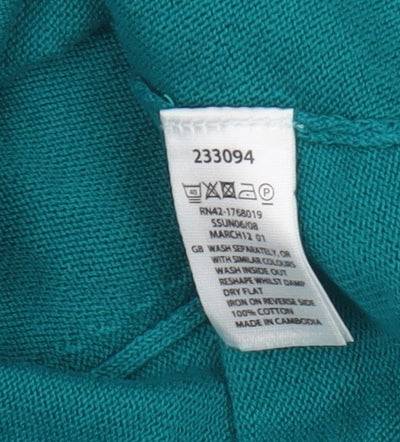 233094
40 P
RN42-1768019
SSUN06/08
MARCH12 01
GB WASH SEPARATELY, OR
WITH SIMILAR COLOURS
WASH INSIDE OUT
RESHAPE WHILST DAMP
DRY FLAT
IRON ON REVERSE SIDE
100% COTTON
MADE IN CAMBODIA